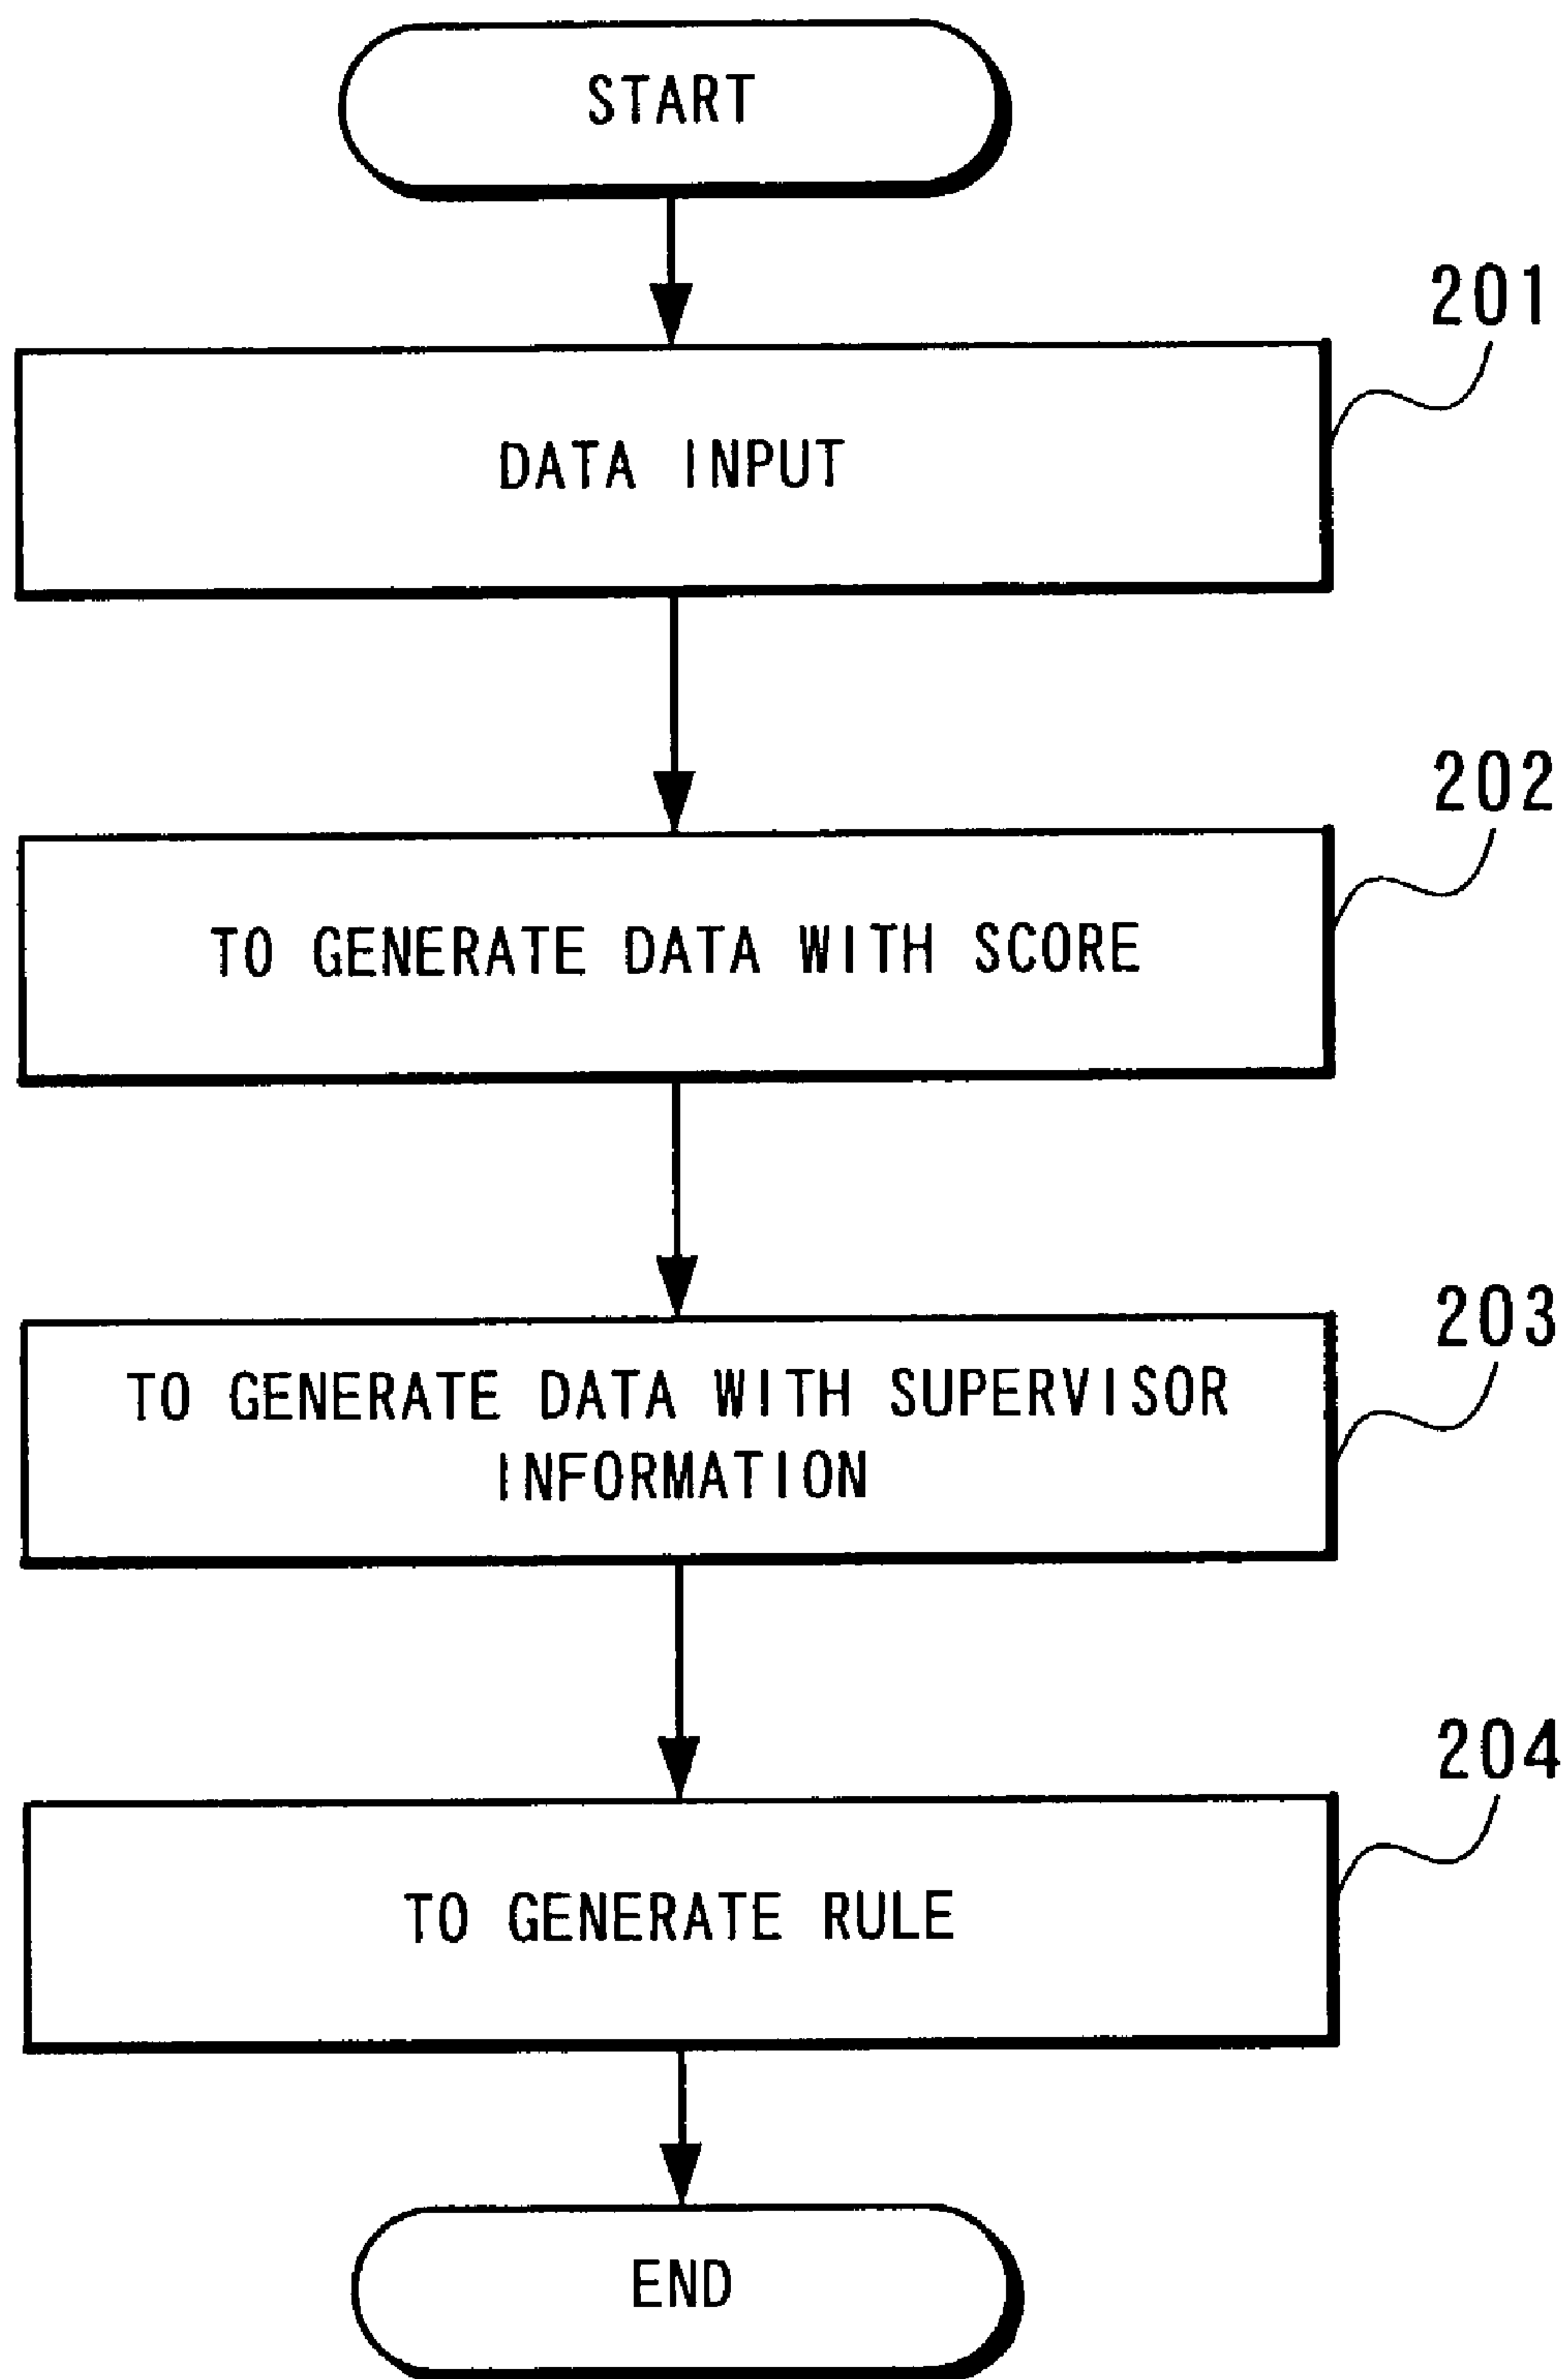 START
201
DATA INPUT
202
TO GENERATE DATA WITH SCORE
203
TO GENERATE DATA WITH SUPERVISOR
INFORMATION
204
TO GENERATE RULE
END